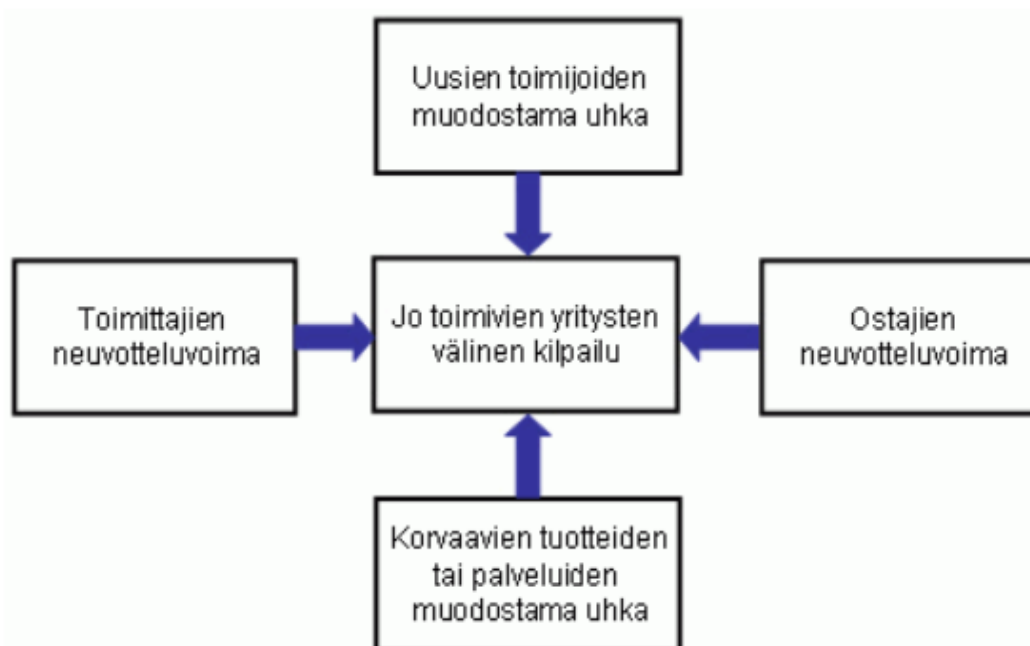 Uusien toimijoiden
muodostama uhka
Toimittajien
neuvotteluvoima
Jo toimivien yritysten
välinen kilpailu
Ostajien
neuvotteluvoima
Korvaavien tuotteiden
tai palveluiden
muodostama uhka